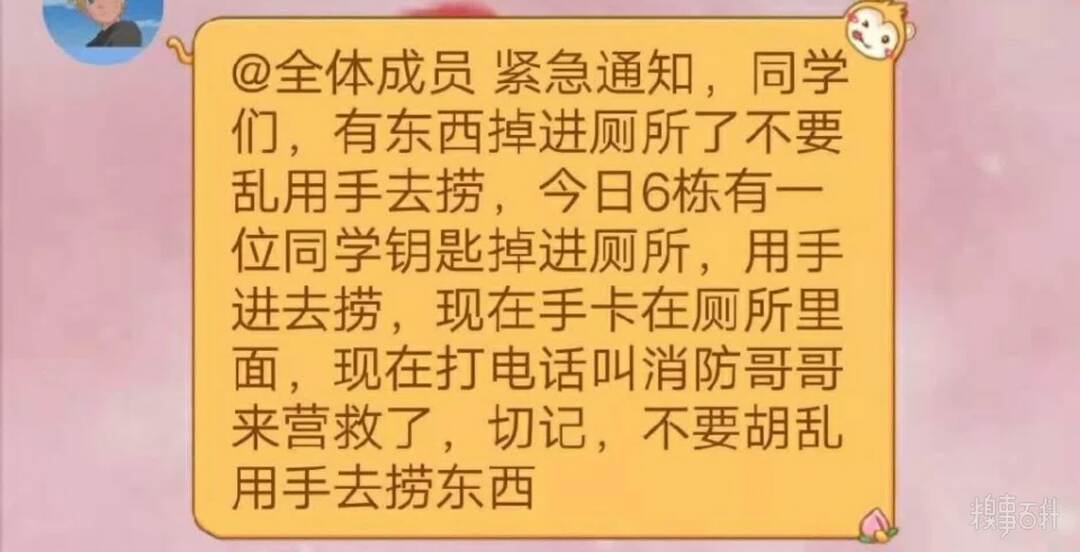 @全体成员 紧急通知，同学
们，有东西掉进厕所了不要
乱用手去捞，今日6栋有一
位同学钥匙掉进厕所，用手
进去捞，现在手卡在厕所里
面，现在打电话叫消防哥哥
来营救了，切记，不要胡乱
用手去捞东西
糗事百科